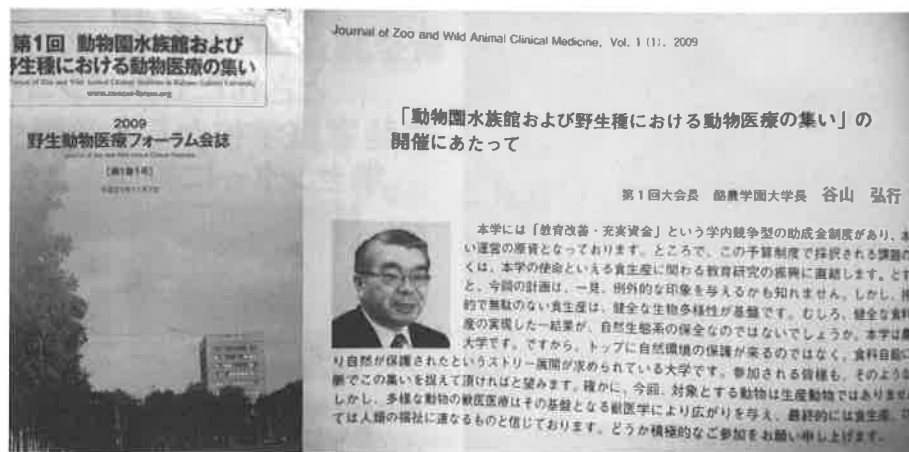 第1回 動物園水族館および
野生種における動物医療の集い
www.zoowac-forum.org
2009
野生動物医療フォーラム会誌
[第1巻1号]
Journal of Zoo and Wild Animal Clinical Medicine, Vol. 1 (1), 2009
「動物園水族館および野生種における動物医療の集い」の
開催にあたって
第1回大会長 酪農学園大学長 谷山 弘行
本学には「教育改善・充実資金」という学内競争型の助成金制度があり、本
い運営の原資となっております。ところで、この予算制度で採択される課題の
くは、本学の使命といえる食生産に関わる教育研究の振興に直結します。とす
と、今回の計画は、一見、例外的な印象を与えるかも知れません。しかし、持
的で無駄のない食生産は、健全な生物多様性が基盤です。むしろ、健全な食料
産の実現した一結果が、自然生態系の保全なのではないでしょうか。本学は農
大学です。ですから、トップに自然環境の保護が来るのではなく、食料自給に
り自然が保護されたというストリー展開が求められている大学です。参加される皆様も、そのような
脈でこの集いを捉えて頂ければと望みます。確かに、今回、対象とする動物は生産動物ではありませ
しかし、多様な動物の獣医医療はその基盤となる獣医学により広がりを与え、最終的には食生産、
ては人類の福祉に連なるものと信じております。どうか積極的なご参加をお願い申し上げます。